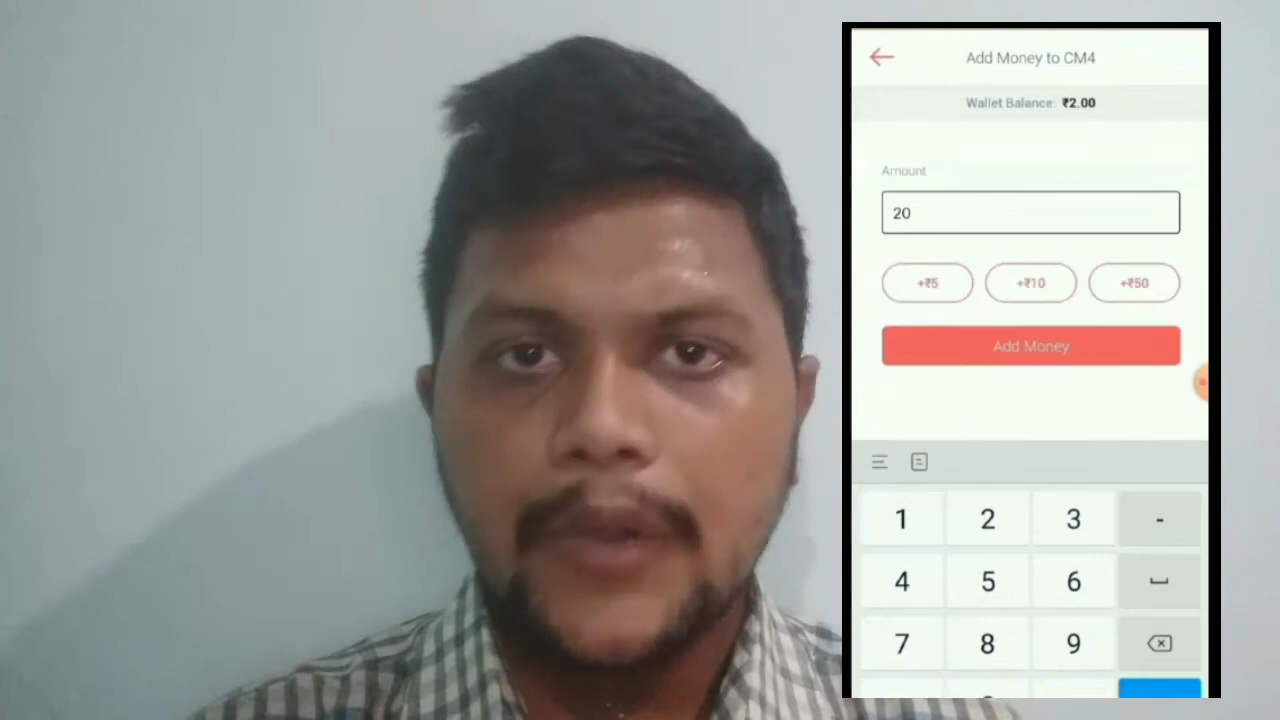 Add Money to CM4
Wallet Balance: ₹2.00
Amount
20
+₹5 +₹10 +₹50
Add Money
1 2 3 -
4 5 6
7 8 9